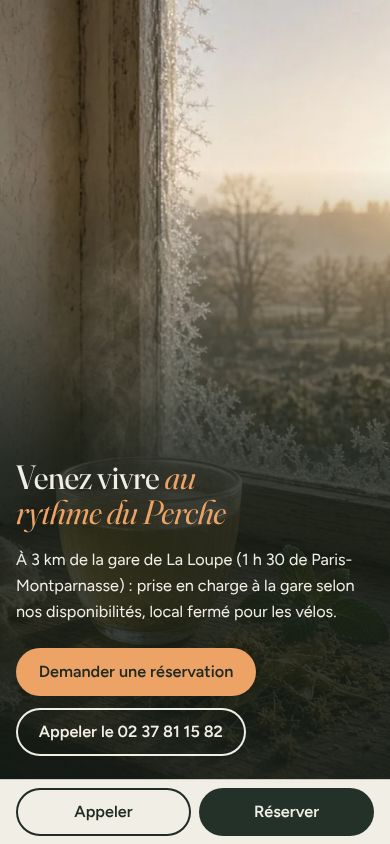 Venez vivre au
rythme du Perche
À 3 km de la gare de La Loupe (1 h 30 de Paris-
Montparnasse) : prise en charge à la gare selon
nos disponibilités, local fermé pour les vélos.
Demander une réservation
Appeler le 02 37 81 15 82
Appeler
Réserver